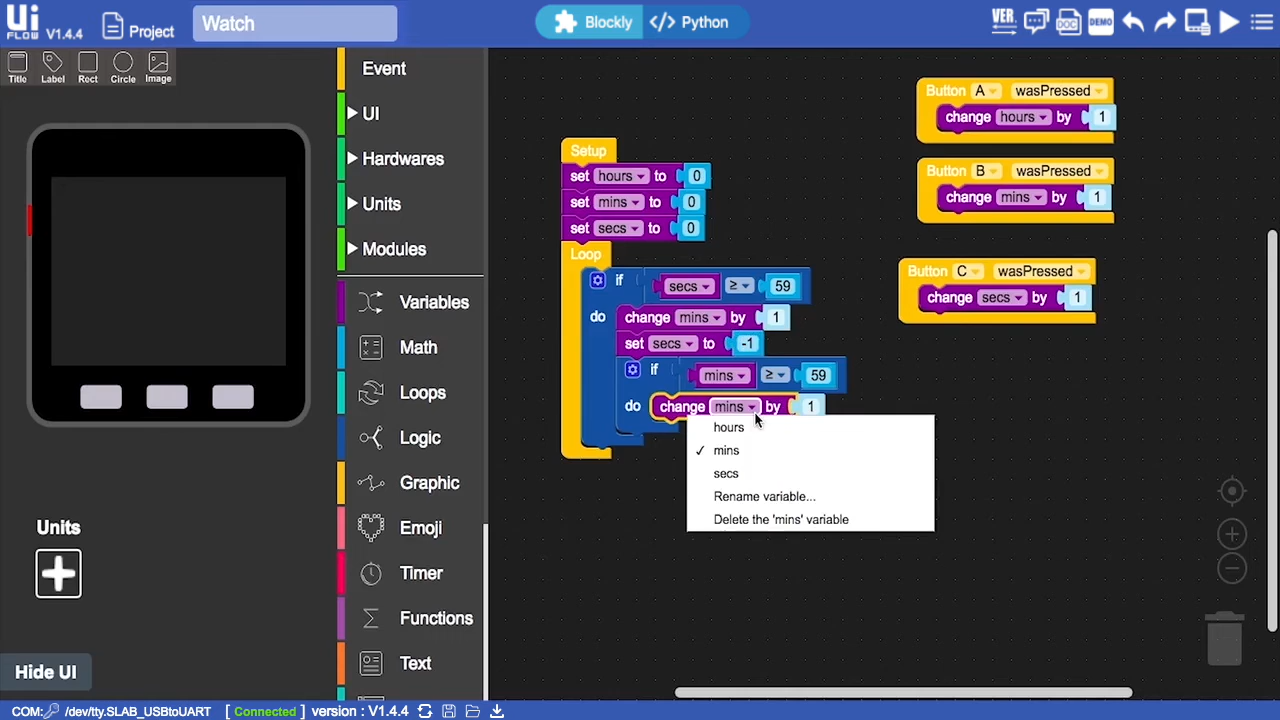 Ui FLOW V1.4.4
Project
Watch
Blockly
</> Python
VER.
DOC
DEMO
Title Label Rect Circle Image
Event
UI
Hardwares
Units
Modules
Variables
Math
Loops
Logic
Graphic
Emoji
Timer
Functions
Text
Units
Hide UI
Setup
set hours to 0
set mins to 0
set secs to 0
Loop
if secs ≥ 59
do change mins by 1
set secs to -1
if mins ≥ 59
do change mins by 1
hours
✓ mins
secs
Rename variable...
Delete the 'mins' variable
Button A wasPressed
change hours by 1
Button B wasPressed
change mins by 1
Button C wasPressed
change secs by 1
COM: /dev/tty.SLAB_USBtoUART [ Connected ] version : V1.4.4